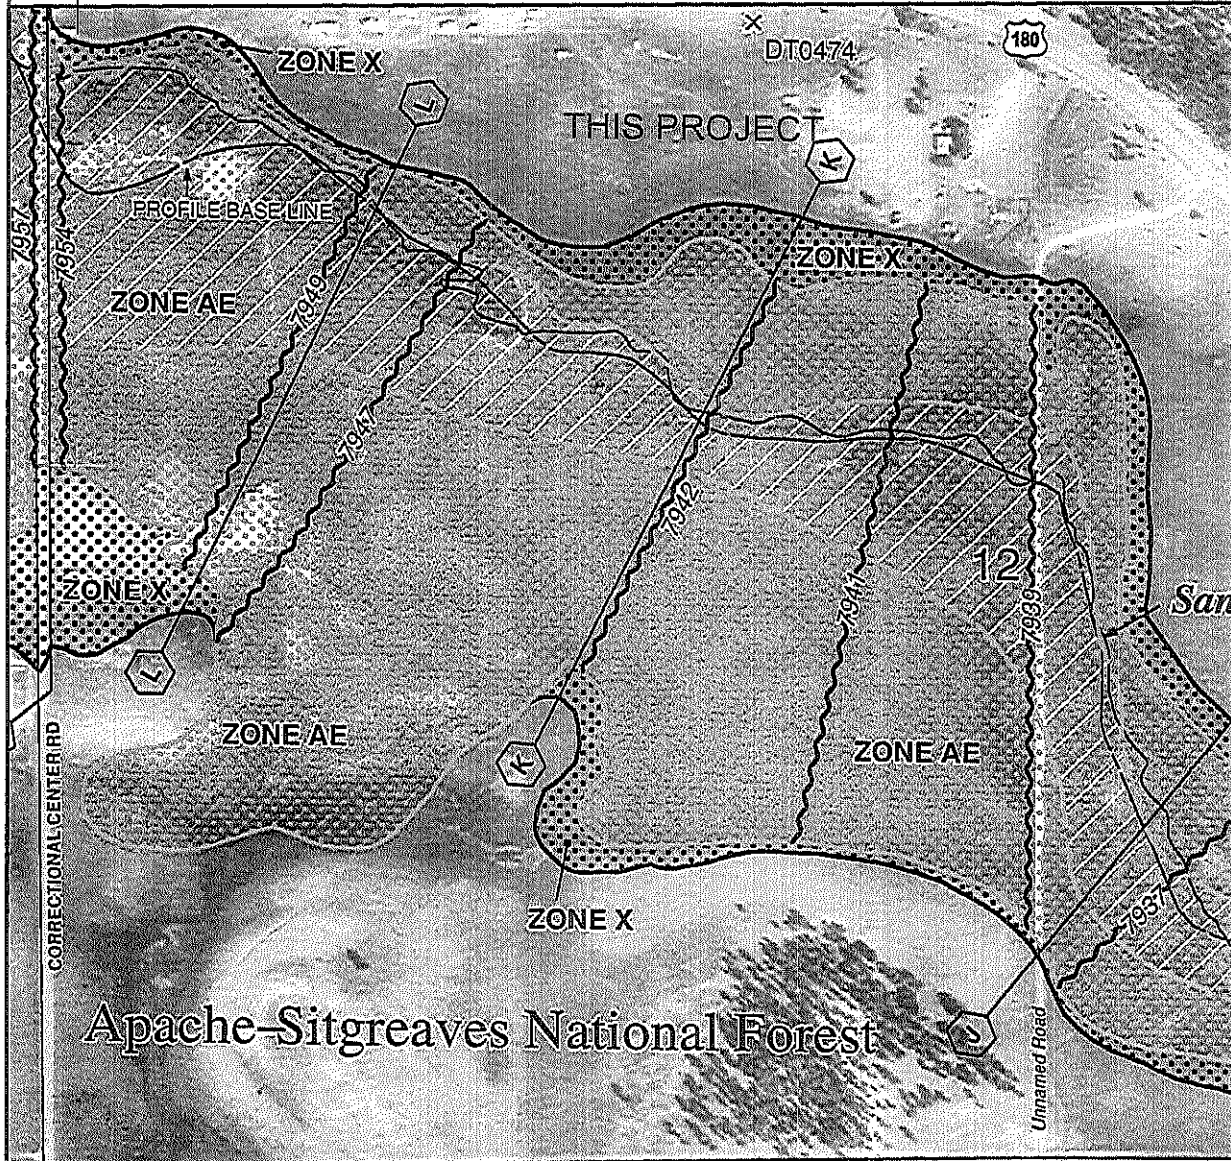 ZONE X
DT0474
180
L
THIS PROJECT
K
PROFILE BASE LINE
7957
7954
ZONE AE
7949
ZONE X
7947
7942
12
7941
7939
ZONE X
San
L
ZONE AE
K
ZONE AE
CORRECTIONAL CENTER RD
ZONE X
7937
Apache-Sitgreaves National Forest
J
Unnamed Road